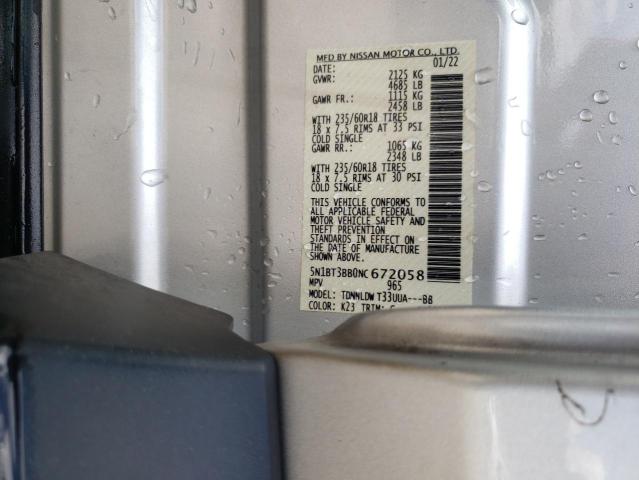 MFD BY NISSAN MOTOR CO., LTD.
DATE: 01/22
GVWR: 2125 KG
4685 LB
GAWR FR.: 1115 KG
2458 LB
WITH 235/60R18 TIRES
18 x 7.5 RIMS AT 33 PSI
COLD SINGLE
GAWR RR.: 1065 KG
2348 LB
WITH 235/60R18 TIRES
18 x 7.5 RIMS AT 30 PSI
COLD SINGLE
THIS VEHICLE CONFORMS TO
ALL APPLICABLE FEDERAL
MOTOR VEHICLE SAFETY AND
THEFT PREVENTION
STANDARDS IN EFFECT ON
THE DATE OF MANUFACTURE
SHOWN ABOVE.
5N1BT3BB0NC672058
MPV 965
MODEL: TDNNLDW T33UUA---BB
COLOR: K23 TRIM: